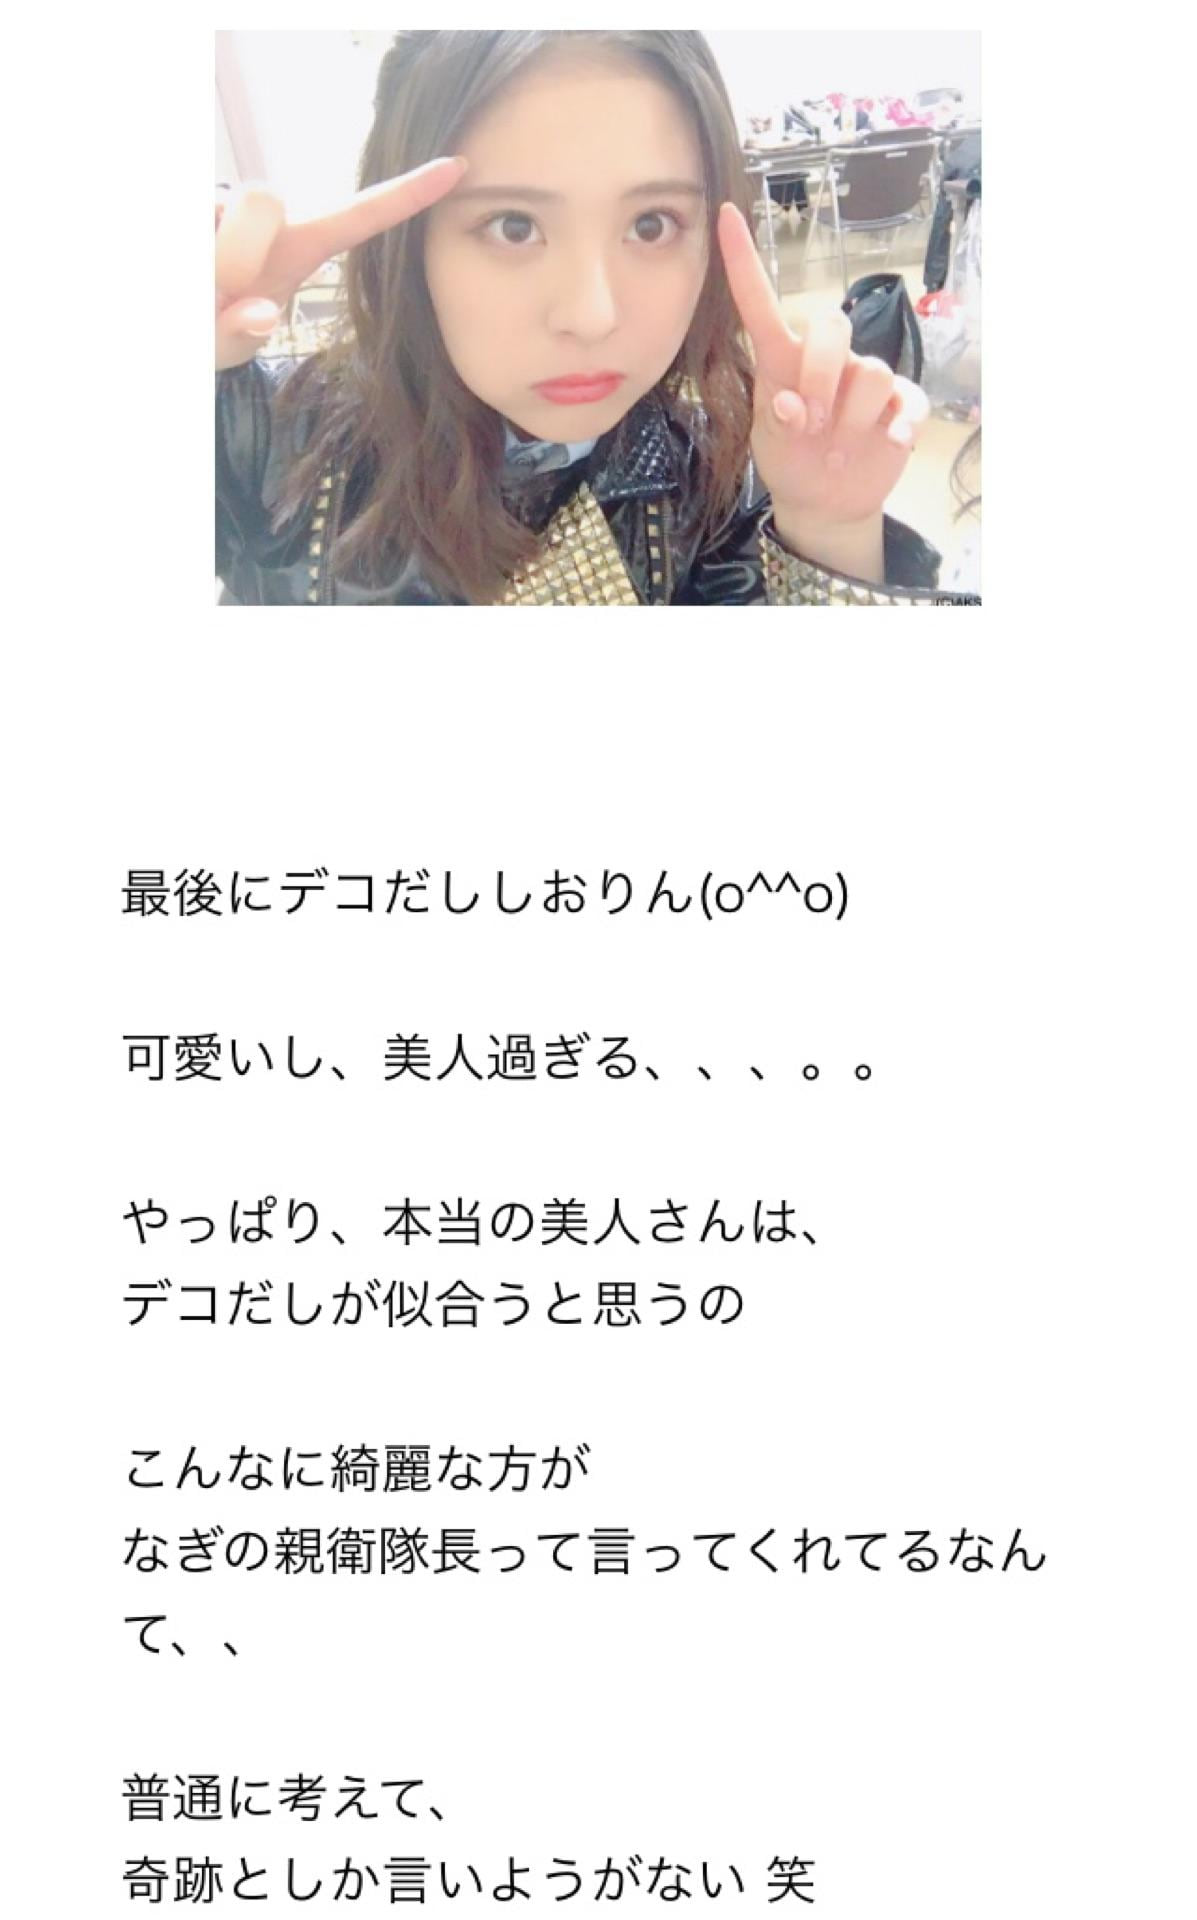 (C)AKS
最後にデコだししおりん(o^^o)
可愛いし、美人過ぎる、、、。。
やっぱり、本当の美人さんは、
デコだしが似合うと思うの
こんなに綺麗な方が
なぎの親衛隊長って言ってくれてるなん
て、、
普通に考えて、
奇跡としか言いようがない 笑